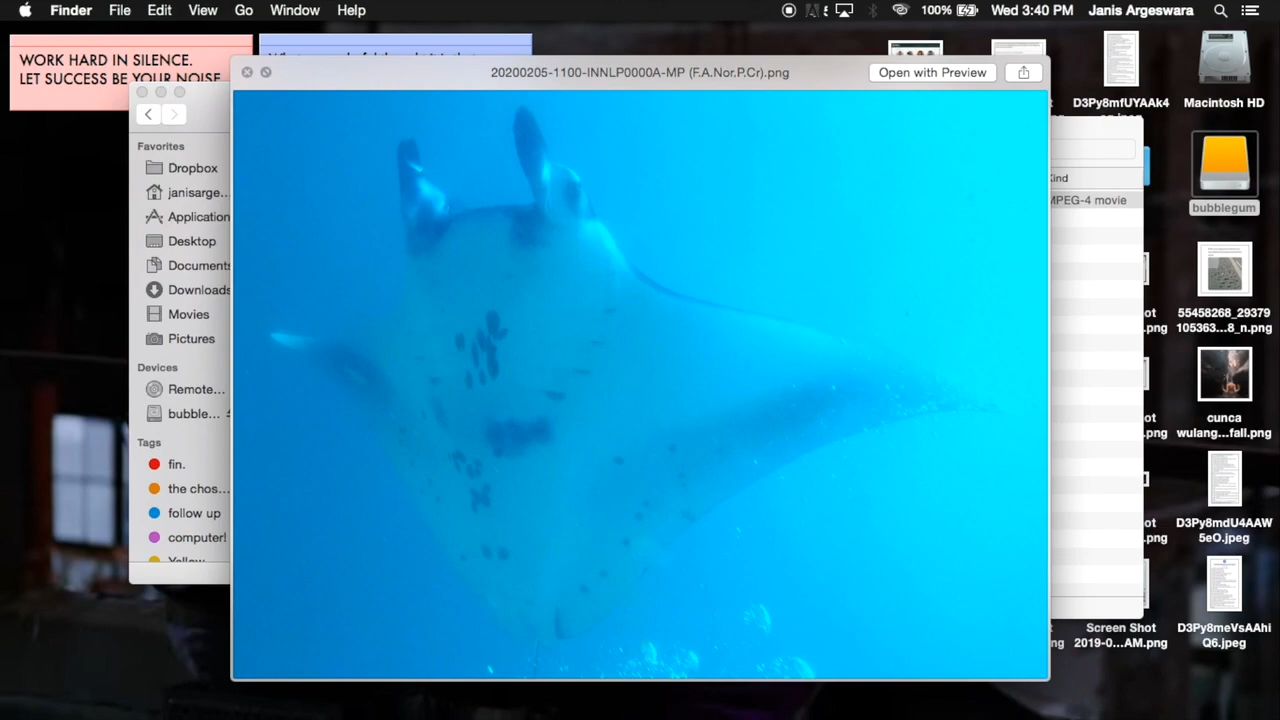 Finder File Edit View Go Window Help
100% Wed 3:40 PM Janis Argeswara
WORK HARD IN SILENCE.
LET SUCCESS BE YOUR NOISE
20200205-1100-INNLP0000A-MP (F.A.Nor.P.Cr).png
Open with Preview
Favorites
Dropbox
janisarge...
Application
Desktop
Documents
Downloads
Movies
Pictures
Devices
Remote...
bubble...
Tags
fin.
the chos...
follow up
computer!
Yellow
Kind
MPEG-4 movie
D3Py8mfUYAAk4
Macintosh HD
bubblegum
55458268_29379
105363...8_n.png
cunca
wulang...fall.png
D3Py8mdU4AAW
5eO.jpeg
Screen Shot
2019-0...AM.png
D3Py8meVsAAhi
Q6.jpeg